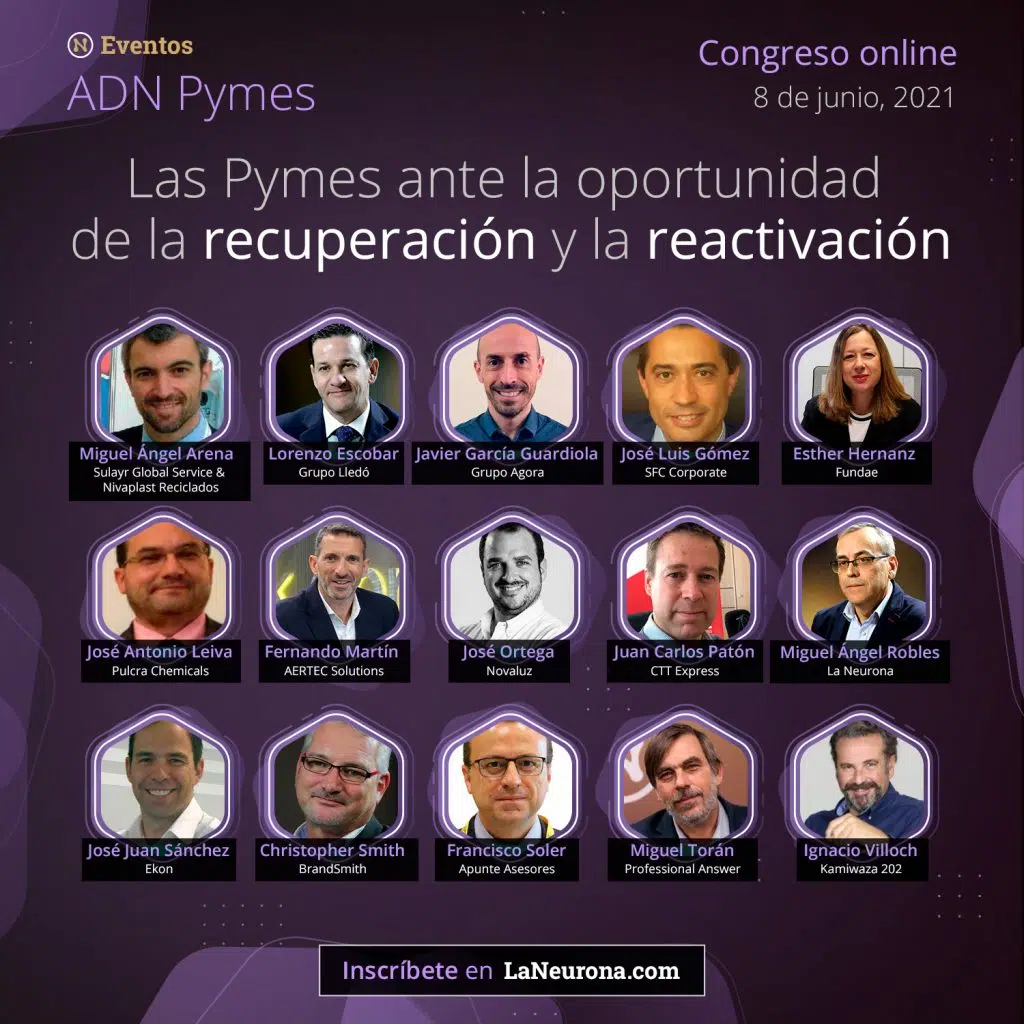 N Eventos
ADN Pymes
Congreso online
8 de junio, 2021
Las Pymes ante la oportunidad
de la recuperación y la reactivación
Miguel Ángel Arena
Sulayr Global Service &
Nivaplast Reciclados
Lorenzo Escobar
Grupo Lledó
Javier García Guardiola
Grupo Agora
José Luis Gómez
SFC Corporate
Esther Hernanz
Fundae
José Antonio Leiva
Pulcra Chemicals
Fernando Martín
AERTEC Solutions
José Ortega
Novaluz
Juan Carlos Patón
CTT Express
Miguel Ángel Robles
La Neurona
José Juan Sánchez
Ekon
Christopher Smith
BrandSmith
Francisco Soler
Apunte Asesores
Miguel Torán
Professional Answer
Ignacio Villoch
Kamiwaza 202
Inscríbete en LaNeurona.com